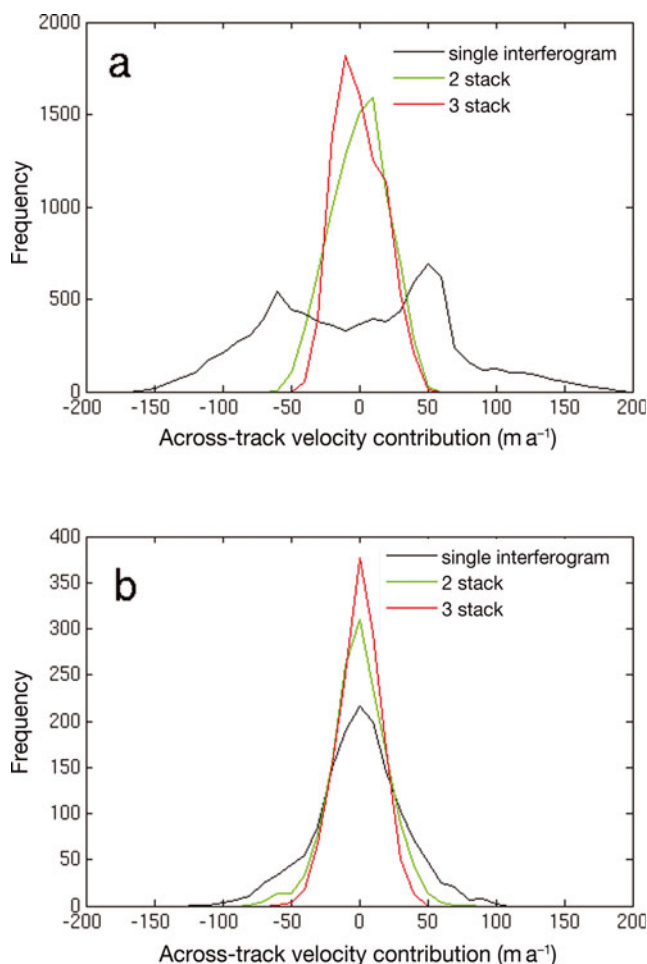 2000
a
single interferogram
2 stack
3 stack
1500
1000
500
0
Frequency
-200 -150 -100 -50 0 50 100 150 200
Across-track velocity contribution (m a⁻¹)
400
b
single interferogram
2 stack
3 stack
350
300
250
200
150
100
50
0
Frequency
-200 -150 -100 -50 0 50 100 150 200
Across-track velocity contribution (m a⁻¹)